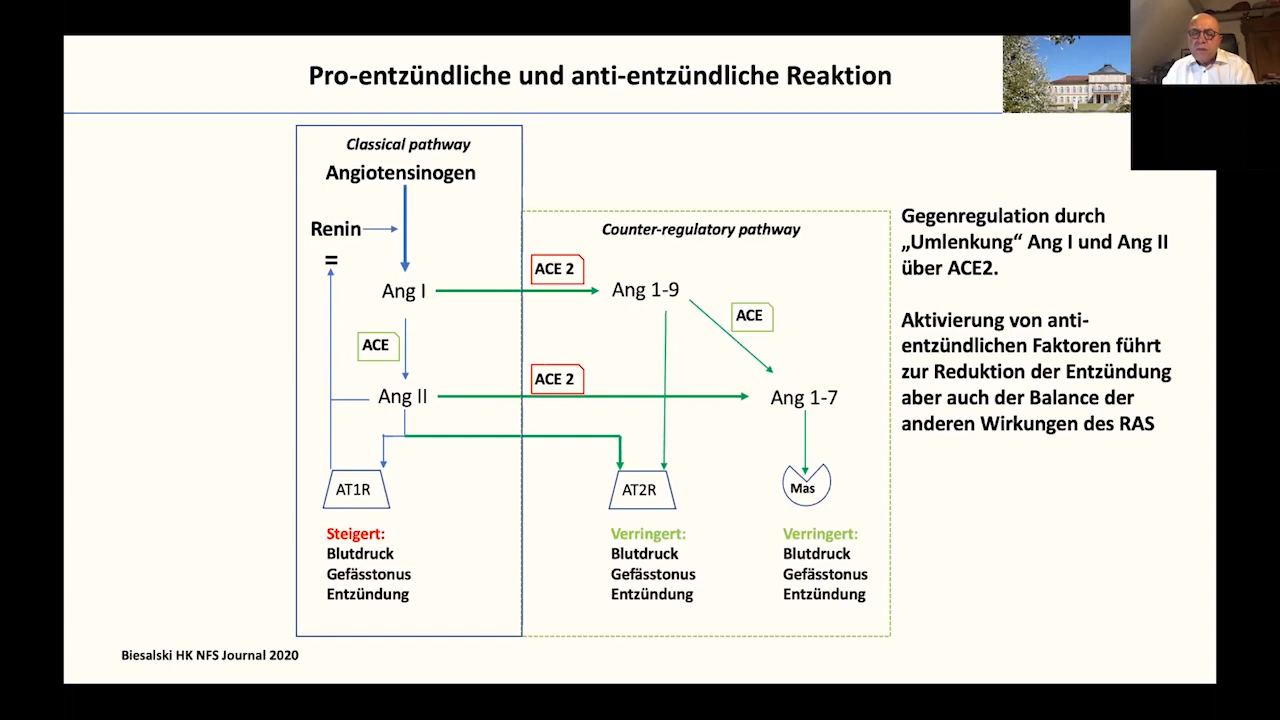 Pro-entzündliche und anti-entzündliche Reaktion
Classical pathway
Angiotensinogen
Renin
=
Ang I
ACE
Ang II
AT1R
Steigert:
Blutdruck
Gefässtonus
Entzündung
Counter-regulatory pathway
ACE 2
Ang 1-9
ACE
ACE 2
Ang 1-7
AT2R
Mas
Verringert:
Blutdruck
Gefässtonus
Entzündung
Verringert:
Blutdruck
Gefässtonus
Entzündung
Gegenregulation durch
„Umlenkung“ Ang I und Ang II
über ACE2.
Aktivierung von anti-
entzündlichen Faktoren führt
zur Reduktion der Entzündung
aber auch der Balance der
anderen Wirkungen des RAS
Biesalski HK NFS Journal 2020